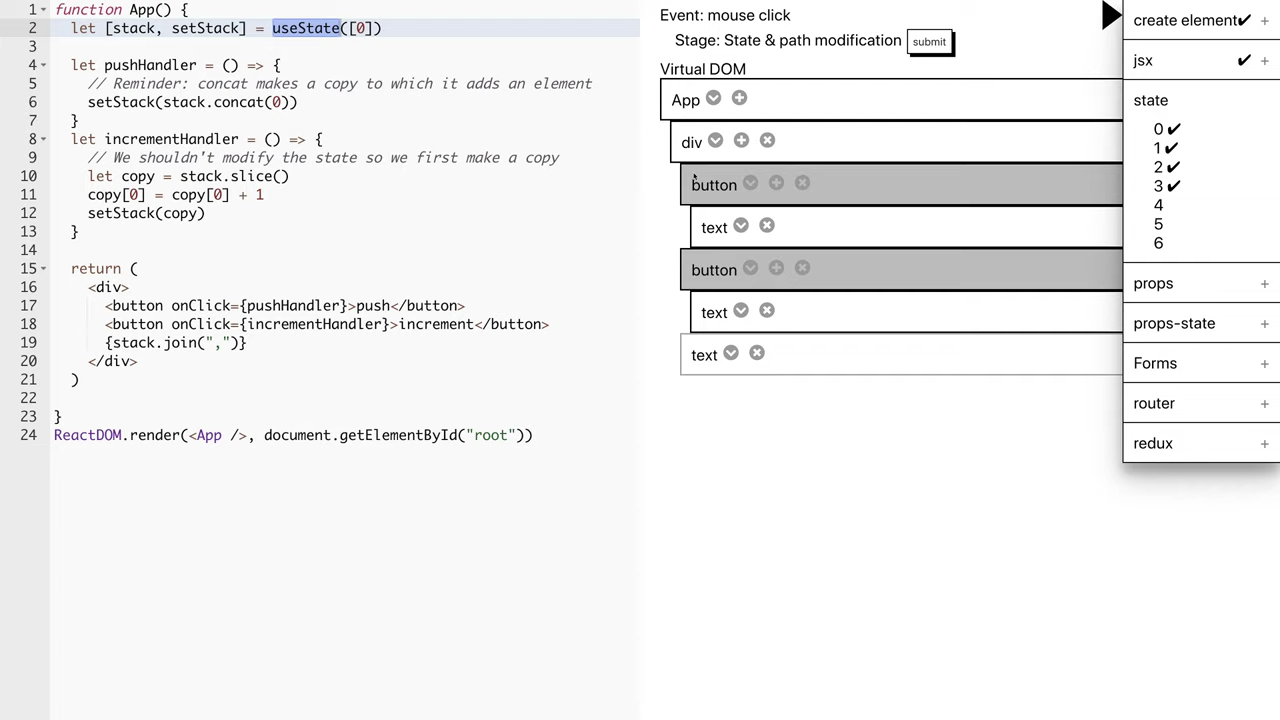 1 function App() {
2 let [stack, setStack] = useState([0])
3
4 let pushHandler = () => {
5 // Reminder: concat makes a copy to which it adds an element
6 setStack(stack.concat(0))
7 }
8 let incrementHandler = () => {
9 // We shouldn't modify the state so we first make a copy
10 let copy = stack.slice()
11 copy[0] = copy[0] + 1
12 setStack(copy)
13 }
14
15 return (
16 <div>
17 <button onClick={pushHandler}>push</button>
18 <button onClick={incrementHandler}>increment</button>
19 {stack.join(",")}
20 </div>
21 )
22
23 }
24 ReactDOM.render(<App />, document.getElementById("root"))
Event: mouse click
Stage: State & path modification submit
Virtual DOM
App
div
button
text
button
text
text
create element✔ +
jsx ✔ +
state
0 ✔
1 ✔
2 ✔
3 ✔
4
5
6
props +
props-state +
Forms +
router +
redux +